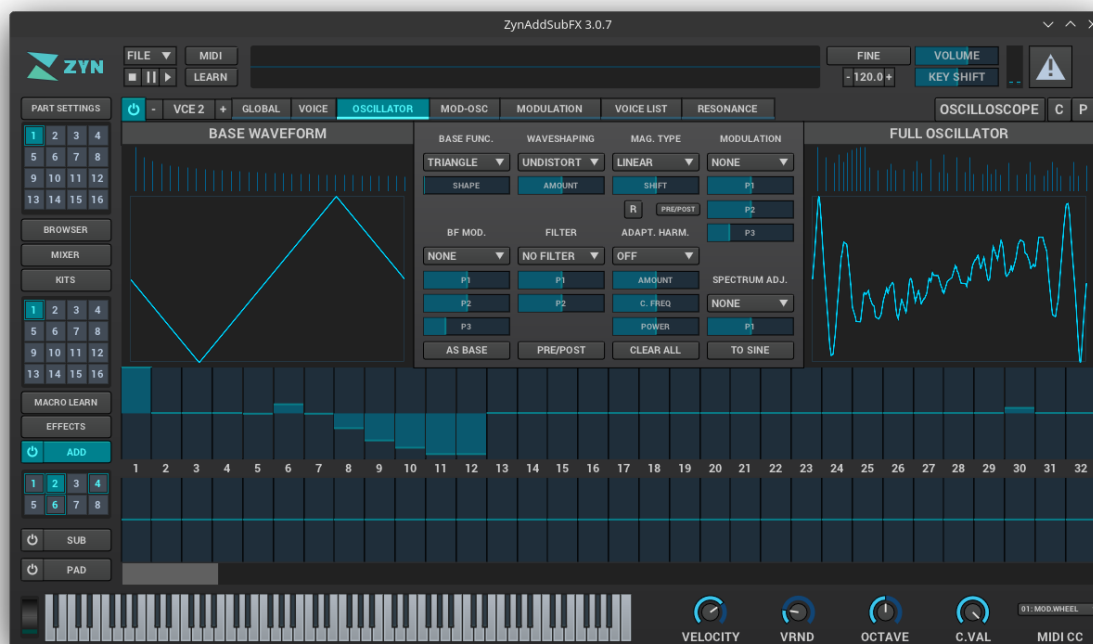 ZynAddSubFX 3.0.7
ZYN
FILE MIDI
LEARN
FINE VOLUME
- 120.0 + KEY SHIFT
PART SETTINGS
1 2 3 4
5 6 7 8
9 10 11 12
13 14 15 16
BROWSER
MIXER
KITS
1 2 3 4
5 6 7 8
9 10 11 12
13 14 15 16
MACRO LEARN
EFFECTS
ADD
1 2 3 4
5 6 7 8
SUB
PAD
- VCE 2 + GLOBAL VOICE OSCILLATOR MOD-OSC MODULATION VOICE LIST RESONANCE OSCILLOSCOPE C P
BASE WAVEFORM
BASE FUNC. WAVESHAPING MAG. TYPE MODULATION
TRIANGLE UNDISTORT LINEAR NONE
SHAPE AMOUNT SHIFT P1
R PRE/POST P2
BF MOD. FILTER ADAPT. HARM. P3
NONE NO FILTER OFF
P1 P1 AMOUNT SPECTRUM ADJ.
P2 P2 C. FREQ NONE
P3 POWER P1
AS BASE PRE/POST CLEAR ALL TO SINE
FULL OSCILLATOR
1 2 3 4 5 6 7 8 9 10 11 12 13 14 15 16 17 18 19 20 21 22 23 24 25 26 27 28 29 30 31 32
01: MOD.WHEEL
VELOCITY VRND OCTAVE C.VAL MIDI CC